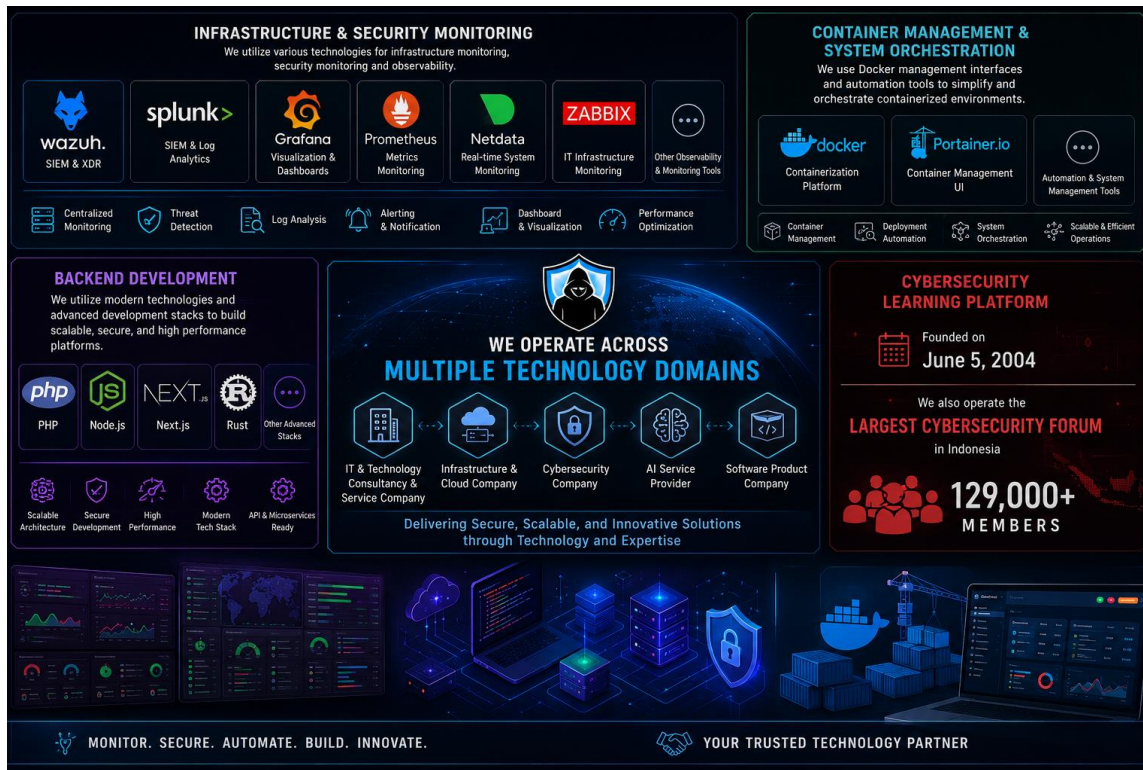 INFRASTRUCTURE & SECURITY MONITORING
We utilize various technologies for infrastructure monitoring,
security monitoring and observability.
wazuh.
SIEM & XDR
splunk>
SIEM & Log
Analytics
Grafana
Visualization &
Dashboards
Prometheus
Metrics
Monitoring
Netdata
Real-time System
Monitoring
ZABBIX
IT Infrastructure
Monitoring
Other Observability
& Monitoring Tools
Centralized
Monitoring
Threat
Detection
Log Analysis
Alerting
& Notification
Dashboard
& Visualization
Performance
Optimization
CONTAINER MANAGEMENT &
SYSTEM ORCHESTRATION
We use Docker management interfaces
and automation tools to simplify and
orchestrate containerized environments.
docker
Containerization
Platform
Portainer.io
Container Management
UI
Automation & System
Management Tools
Container
Management
Deployment
Automation
System
Orchestration
Scalable & Efficient
Operations
BACKEND DEVELOPMENT
We utilize modern technologies and
advanced development stacks to build
scalable, secure, and high performance
platforms.
php
PHP
JS
Node.js
NEXT.JS
Next.js
R
Rust
Other Advanced
Stacks
Scalable
Architecture
Secure
Development
High
Performance
Modern
Tech Stack
API & Microservices
Ready
WE OPERATE ACROSS
MULTIPLE TECHNOLOGY DOMAINS
IT & Technology
Consultancy &
Service Company
Infrastructure &
Cloud Company
Cybersecurity
Company
AI Service
Provider
Software Product
Company
Delivering Secure, Scalable, and Innovative Solutions
through Technology and Expertise
CYBERSECURITY
LEARNING PLATFORM
Founded on
June 5, 2004
We also operate the
LARGEST CYBERSECURITY FORUM
in Indonesia
129,000+
MEMBERS
MONITOR. SECURE. AUTOMATE. BUILD. INNOVATE.
YOUR TRUSTED TECHNOLOGY PARTNER